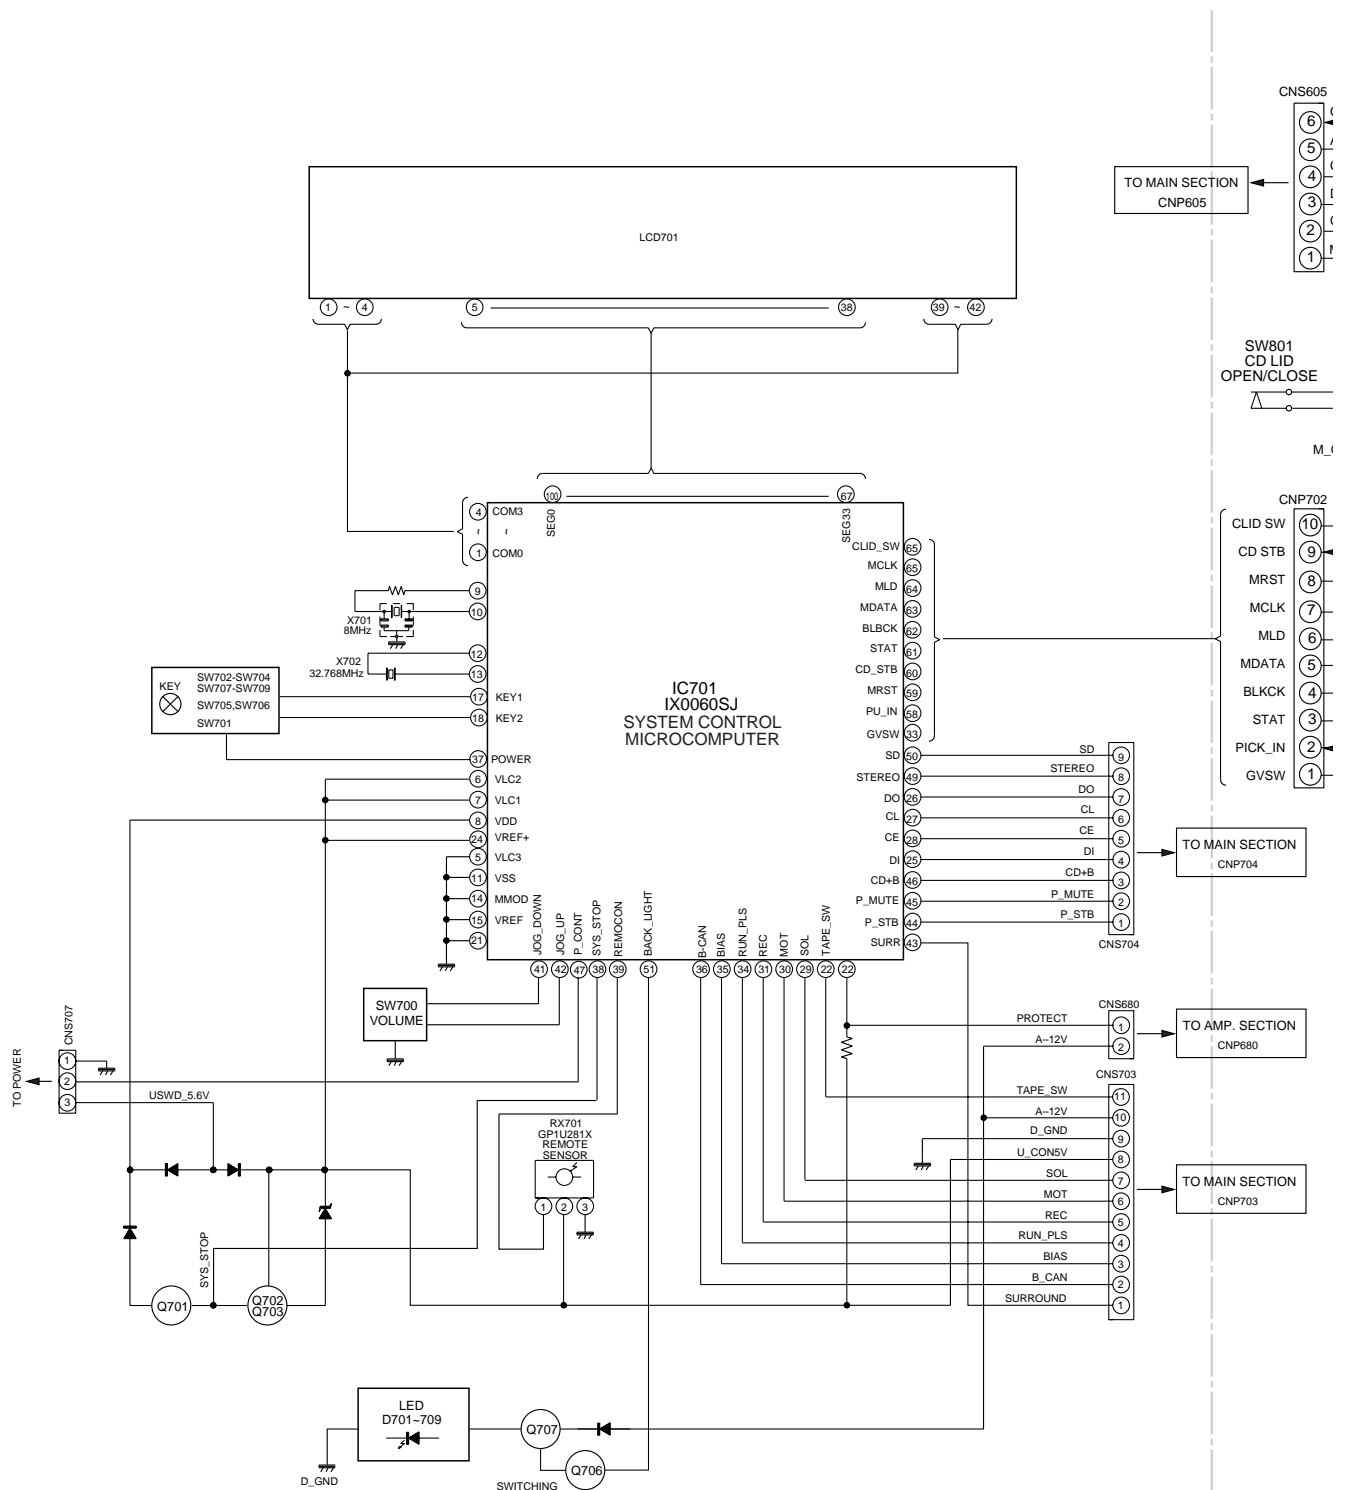 CNS605
6
5
4
3
2
1
TO MAIN SECTION
CNP605
LCD701
1 ~ 4
5
38
39 ~ 42
SW801
CD LID
OPEN/CLOSE
100
67
SEG0
SEG33
4 COM3
~ ~
1 COM0
9
10
X701
8MHz
12
13
X702
32.768MHz
KEY
SW702-SW704
SW707-SW709
SW705,SW706
SW701
17 KEY1
18 KEY2
37 POWER
6 VLC2
7 VLC1
8 VDD
24 VREF+
5 VLC3
11 VSS
14 MMOD
15 VREF
21
IC701
IX0060SJ
SYSTEM CONTROL
MICROCOMPUTER
CLID_SW 65
MCLK 65
MLD 64
MDATA 63
BLBCK 62
STAT 61
CD_STB 60
MRST 59
PU_IN 58
GVSW 33
SD 50
STEREO 49
DO 26
CL 27
CE 28
DI 25
CD+B 46
P_MUTE 45
P_STB 44
SURR 43
CNP702
CLID SW 10
CD STB 9
MRST 8
MCLK 7
MLD 6
MDATA 5
BLKCK 4
STAT 3
PICK_IN 2
GVSW 1
SD 9
STEREO 8
DO 7
CL 6
CE 5
DI 4
CD+B 3
P_MUTE 2
P_STB 1
CNS704
TO MAIN SECTION
CNP704
JOG_DOWN
JOG_UP
P_CONT
SYS_STOP
REMOCON
BACK_LIGHT
B-CAN
BIAS
RUN_PLS
REC
MOT
SOL
TAPE_SW
41 42 47 38 39 51 36 35 34 31 30 29 22 22
SW700
VOLUME
CNS707
1
2
3
TO POWER
USWD_5.6V
CNS680
PROTECT 1
A–12V 2
TO AMP. SECTION
CNP680
CNS703
TAPE_SW 11
A–12V 10
D_GND 9
U_CON5V 8
SOL 7
MOT 6
REC 5
RUN_PLS 4
BIAS 3
B_CAN 2
SURROUND 1
TO MAIN SECTION
CNP703
RX701
GP1U281X
REMOTE
SENSOR
1 2 3
SYS_STOP
Q701
Q702
Q703
LED
D701~709
D_GND
Q707
Q706
SWITCHING